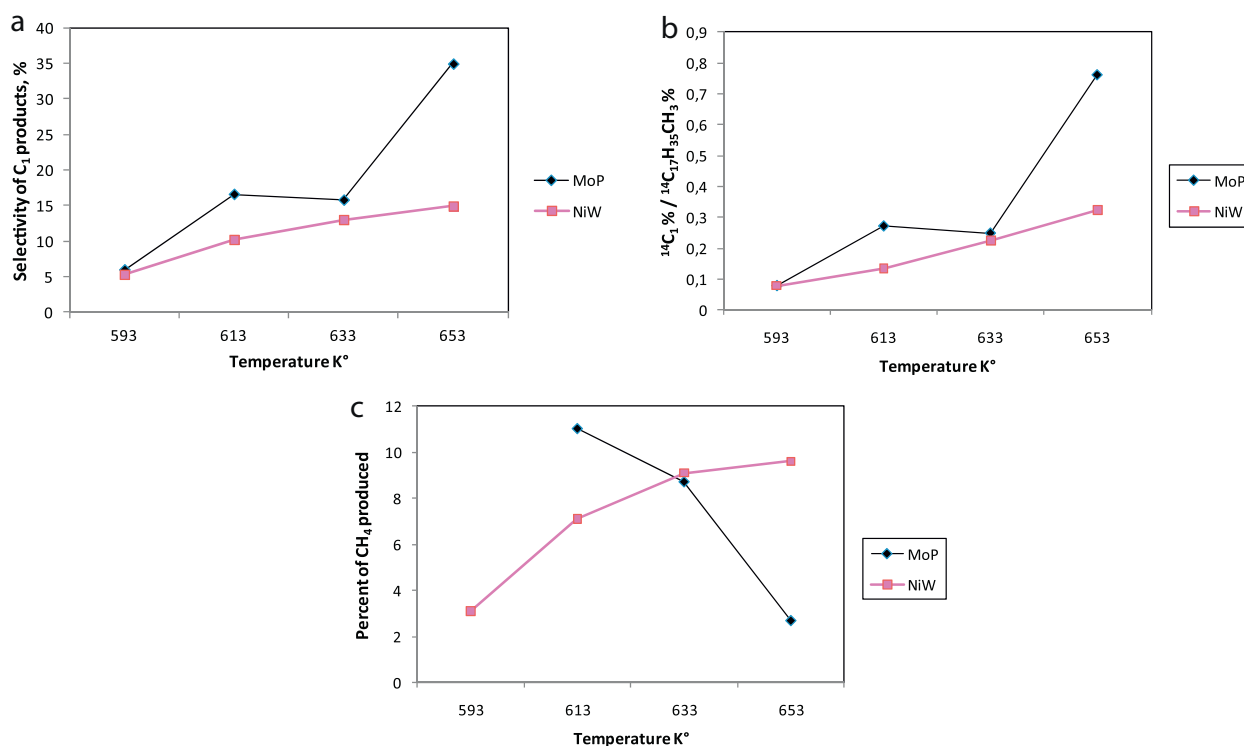 a
40
35
30
25
20
15
10
5
0
Selectivity of C₁ products, %
593 613 633 653
Temperature K°
MoP
NiW
b
0,9
0,8
0,7
0,6
0,5
0,4
0,3
0,2
0,1
0
¹⁴C₁ % / ¹⁴C₁₇H₃₅CH₃ %
593 613 633 653
Temperature K°
MoP
NiW
c
12
10
8
6
4
2
0
Percent of CH₄ produced
593 613 633 653
Temperature K°
MoP
NiW